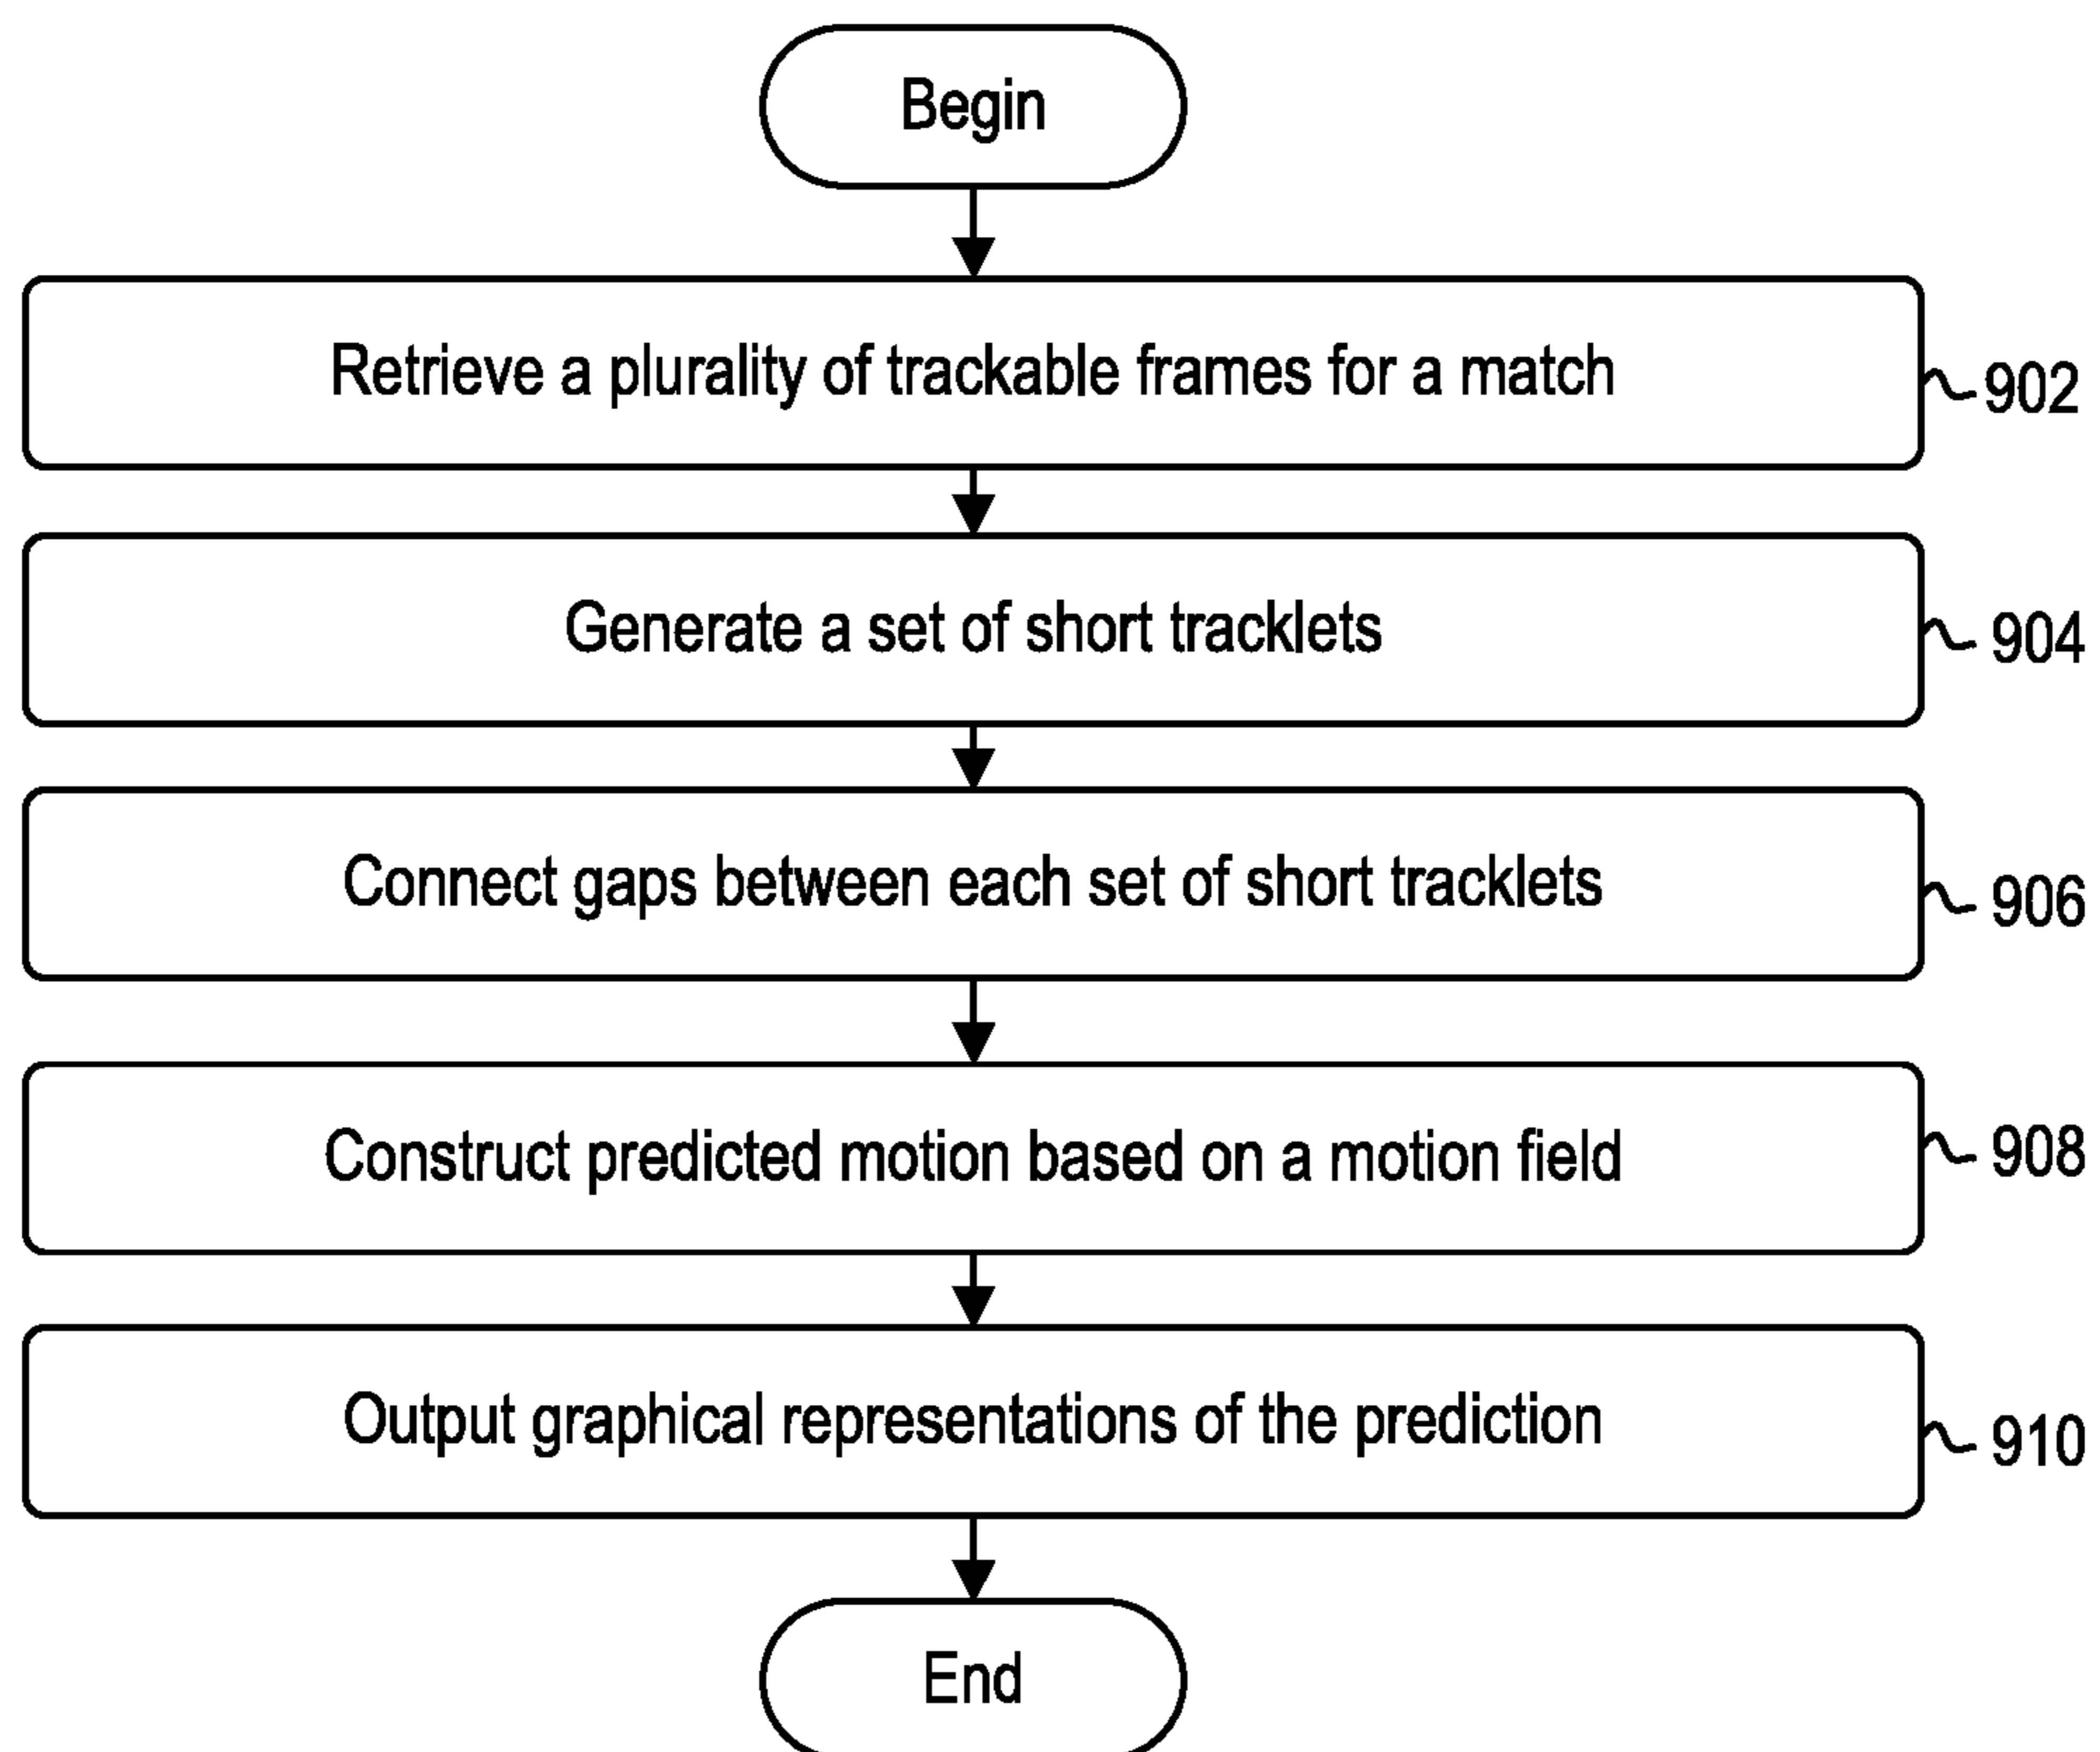 Begin
Retrieve a plurality of trackable frames for a match
902
Generate a set of short tracklets
904
Connect gaps between each set of short tracklets
906
Construct predicted motion based on a motion field
908
Output graphical representations of the prediction
910
End